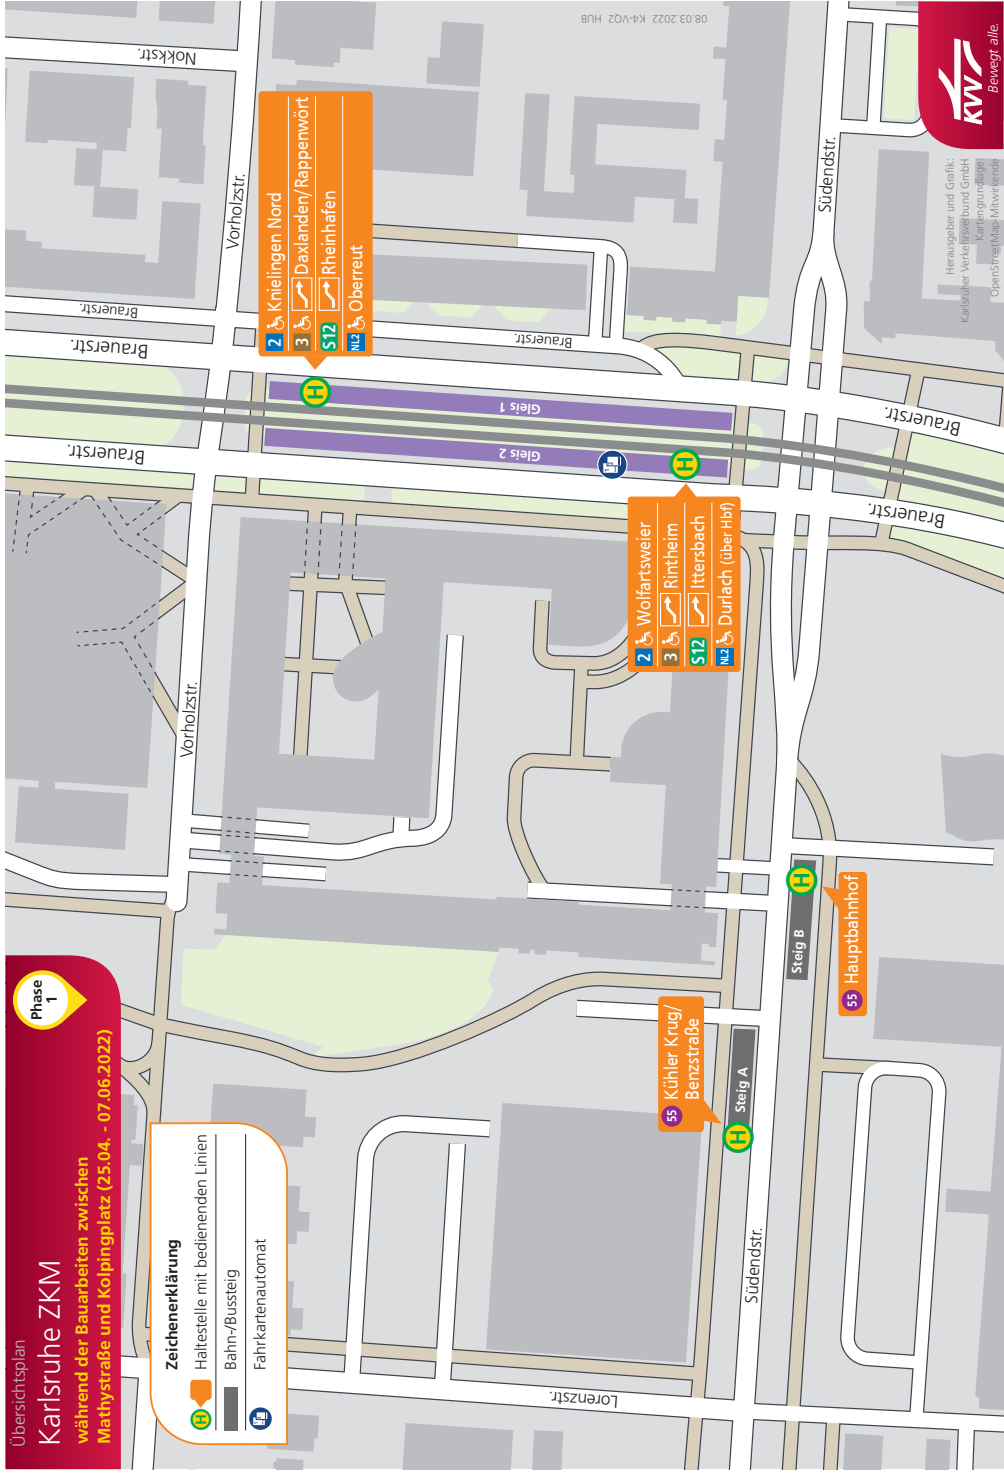 Übersichtsplan
Karlsruhe ZKM
während der Bauarbeiten zwischen
Mathystraße und Kolpingplatz (25.04. - 07.06.2022)
Phase
1
Zeichenerklärung
H Haltestelle mit bedienenden Linien
Bahn-/Bussteig
Fahrkartenautomat
Nokkstr.
Vorholzstr.
Brauerstr.
Brauerstr.
Brauerstr.
Vorholzstr.
2 Knielingen Nord
3 Daxlanden/Rappenwört
S12 Rheinhafen
NL2 Oberreut
H
Brauerstr.
Gleis 1
Gleis 2
H
2 Wolfartsweier
3 Rintheim
S12 Ittersbach
NL2 Durlach (über Hbf)
Südendstr.
Brauerstr.
Brauerstr.
H
Steig B
55 Hauptbahnhof
55 Kühler Krug/
Benzstraße
Steig A
H
Südendstr.
Lorenzstr.
08.03.2022 K4-VQ2 HUB
KVV
Bewegt alle.
Herausgeber und Grafik:
Karlsruher Verkehrsverbund GmbH
Kartengrundlage:
OpenStreetMap-Mitwirkende